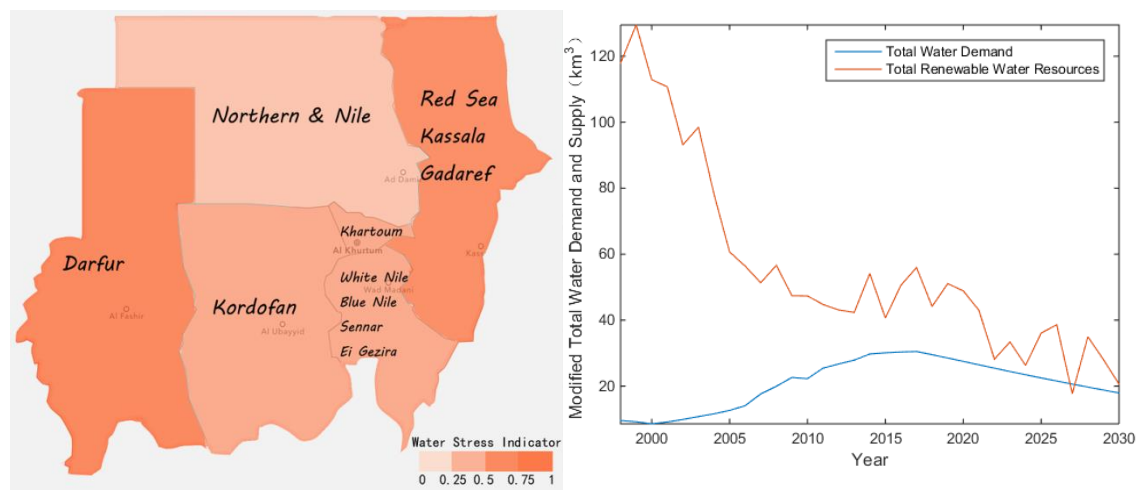 Northern & Nile
Red Sea
Kassala
Gadaref
Ad Dami
Khartoum
Al Khurtum
Kass
Darfur
White Nile
Wad Madani
Blue Nile
Kordofan
Al Fashir
Al Ubayyid
Sennar
Ei Gezira
Water Stress Indicator
0 0.25 0.5 0.75 1
Modified Total Water Demand and Supply (km³)
Total Water Demand
Total Renewable Water Resources
120
100
80
60
40
20
2000 2005 2010 2015 2020 2025 2030
Year